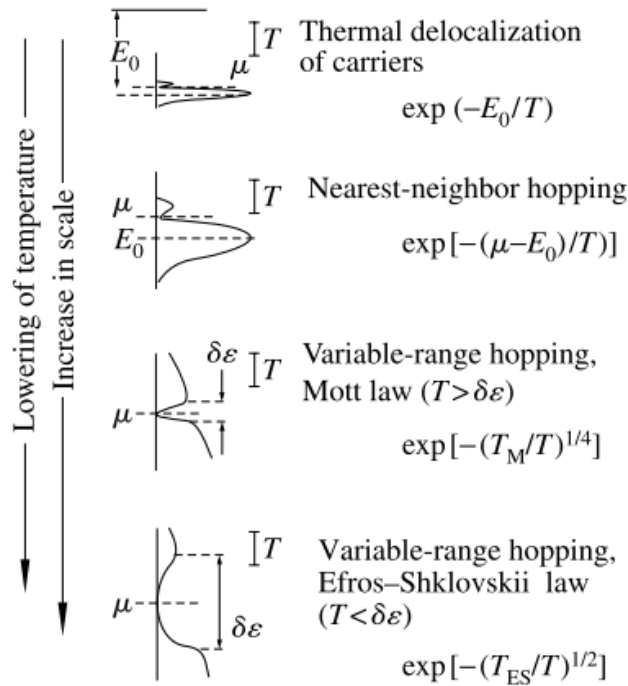 Lowering of temperature
Increase in scale
E₀
T
μ
Thermal delocalization
of carriers
exp (–E₀/T)
μ
E₀
T
Nearest-neighbor hopping
exp[–(μ–E₀)/T)]
δε
T
μ
Variable-range hopping,
Mott law (T > δε)
exp[–(T_M/T)^1/4]
T
μ
δε
Variable-range hopping,
Efros–Shklovskii law
(T < δε)
exp[–(T_ES/T)^1/2]